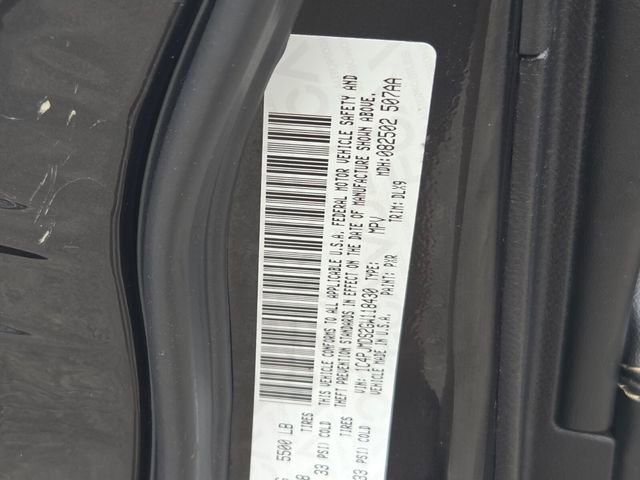 5500 LB
TIRES
33 PSI) COLD
TIRES
33 PSI) COLD
THIS VEHICLE CONFORMS TO ALL APPLICABLE U.S.A. FEDERAL MOTOR VEHICLE SAFETY AND
THEFT PREVENTION STANDARDS IN EFFECT ON THE DATE OF MANUFACTURE SHOWN ABOVE.
VIN: 1C4PJMDS2GW118430 TYPE: MPV MDH:082502 507AA
VEHICLE MADE IN U.S.A. PAINT: PXR TRIM: DLX9